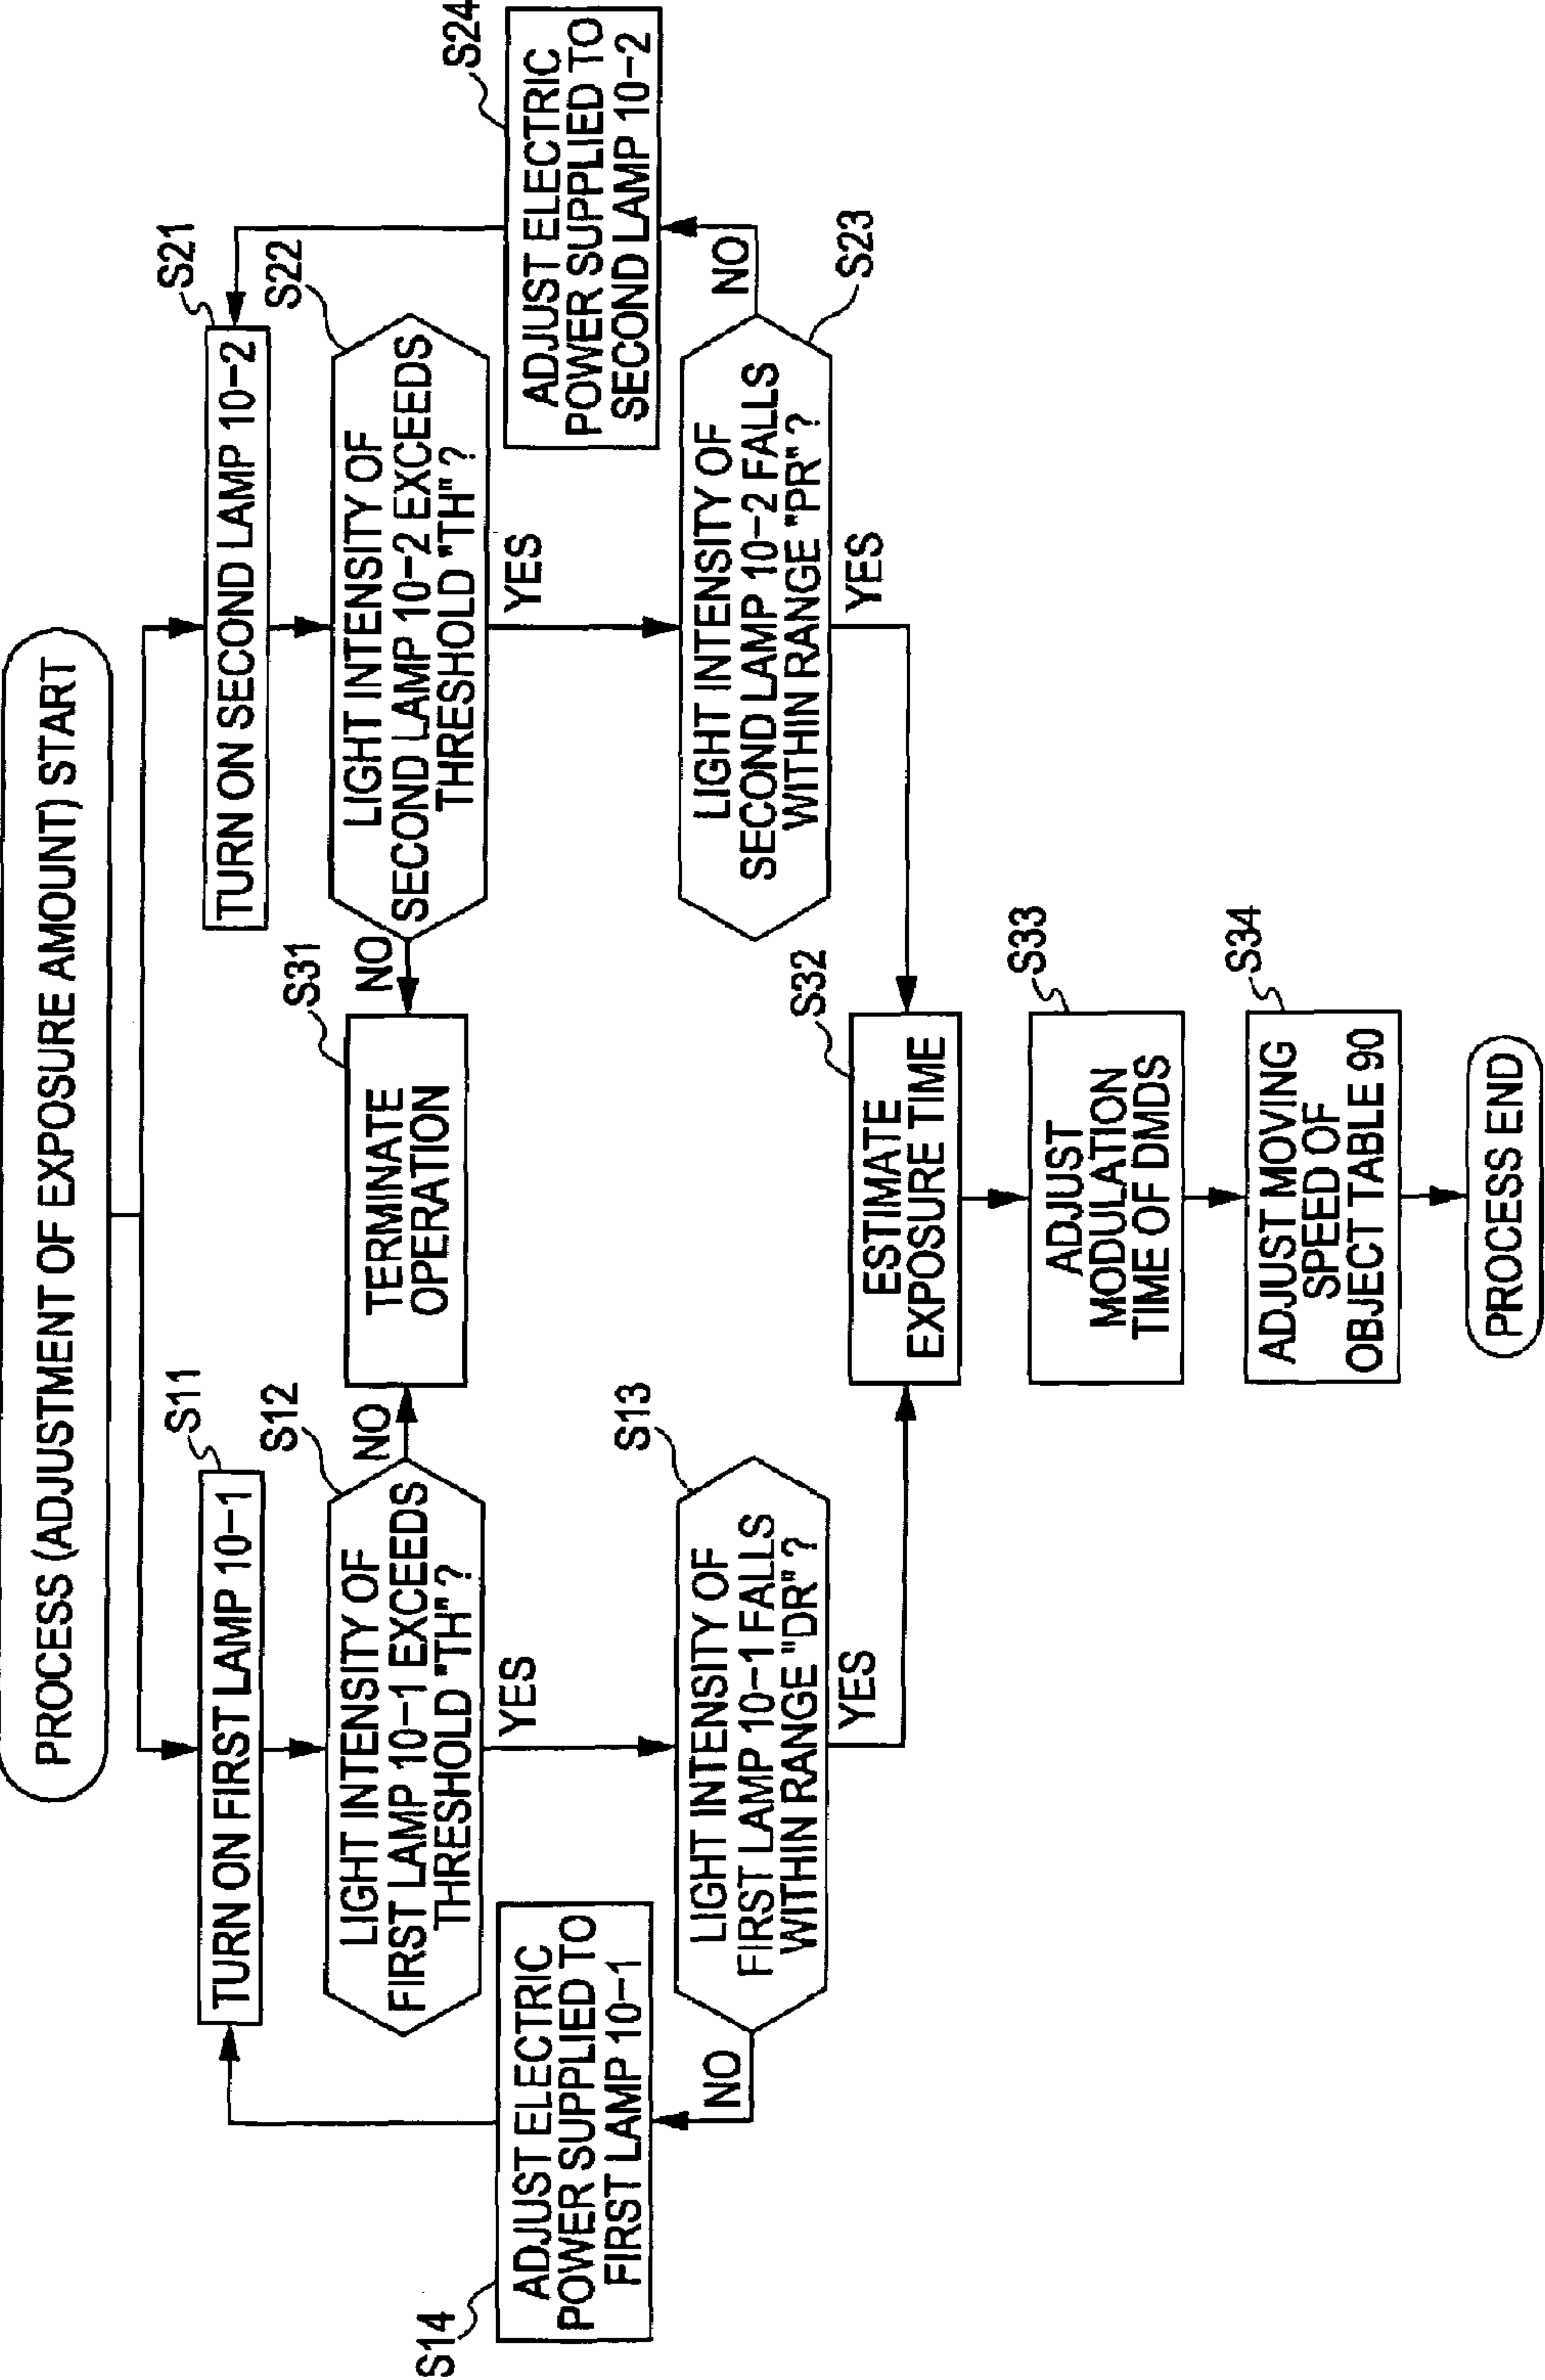 PROCESS (ADJUSTMENT OF EXPOSURE AMOUNT) START
S11
TURN ON FIRST LAMP 10-1
S12
LIGHT INTENSITY OF
FIRST LAMP 10-1 EXCEEDS
THRESHOLD "TH"?
NO
YES
S13
LIGHT INTENSITY OF
FIRST LAMP 10-1 FALLS
WITHIN RANGE "DR"?
NO
YES
S14
ADJUST ELECTRIC
POWER SUPPLIED TO
FIRST LAMP 10-1
S21
TURN ON SECOND LAMP 10-2
S22
LIGHT INTENSITY OF
SECOND LAMP 10-2 EXCEEDS
THRESHOLD "TH"?
NO
YES
S23
LIGHT INTENSITY OF
SECOND LAMP 10-2 FALLS
WITHIN RANGE "PR"?
NO
YES
S24
ADJUST ELECTRIC
POWER SUPPLIED TO
SECOND LAMP 10-2
S31
TERMINATE
OPERATION
S32
ESTIMATE
EXPOSURE TIME
S33
ADJUST
MODULATION
TIME OF DMDS
S34
ADJUST MOVING
SPEED OF
OBJECT TABLE 90
PROCESS END